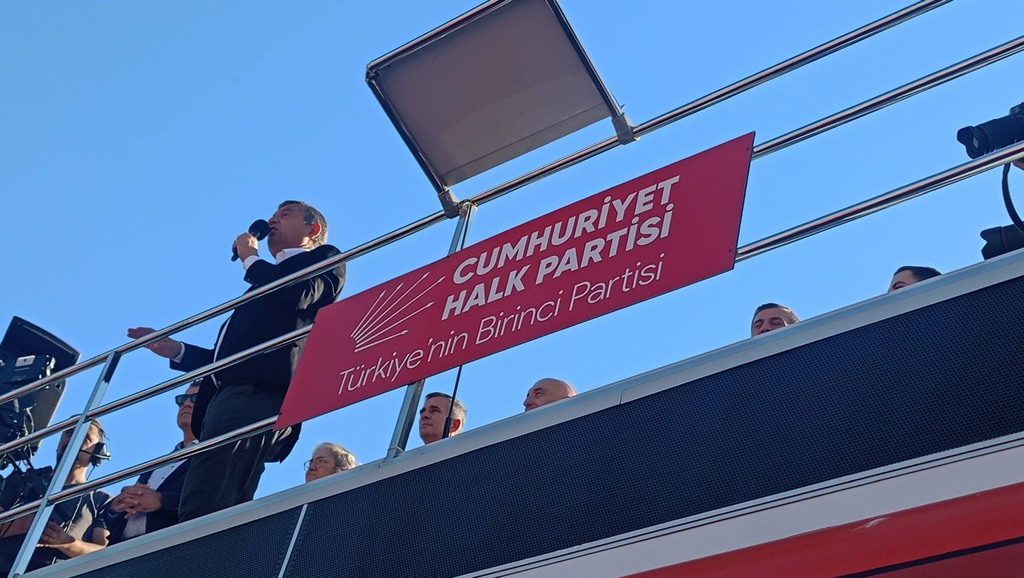 CUMHURİYET
HALK PARTİSİ
Türkiye'nin Birinci Partisi